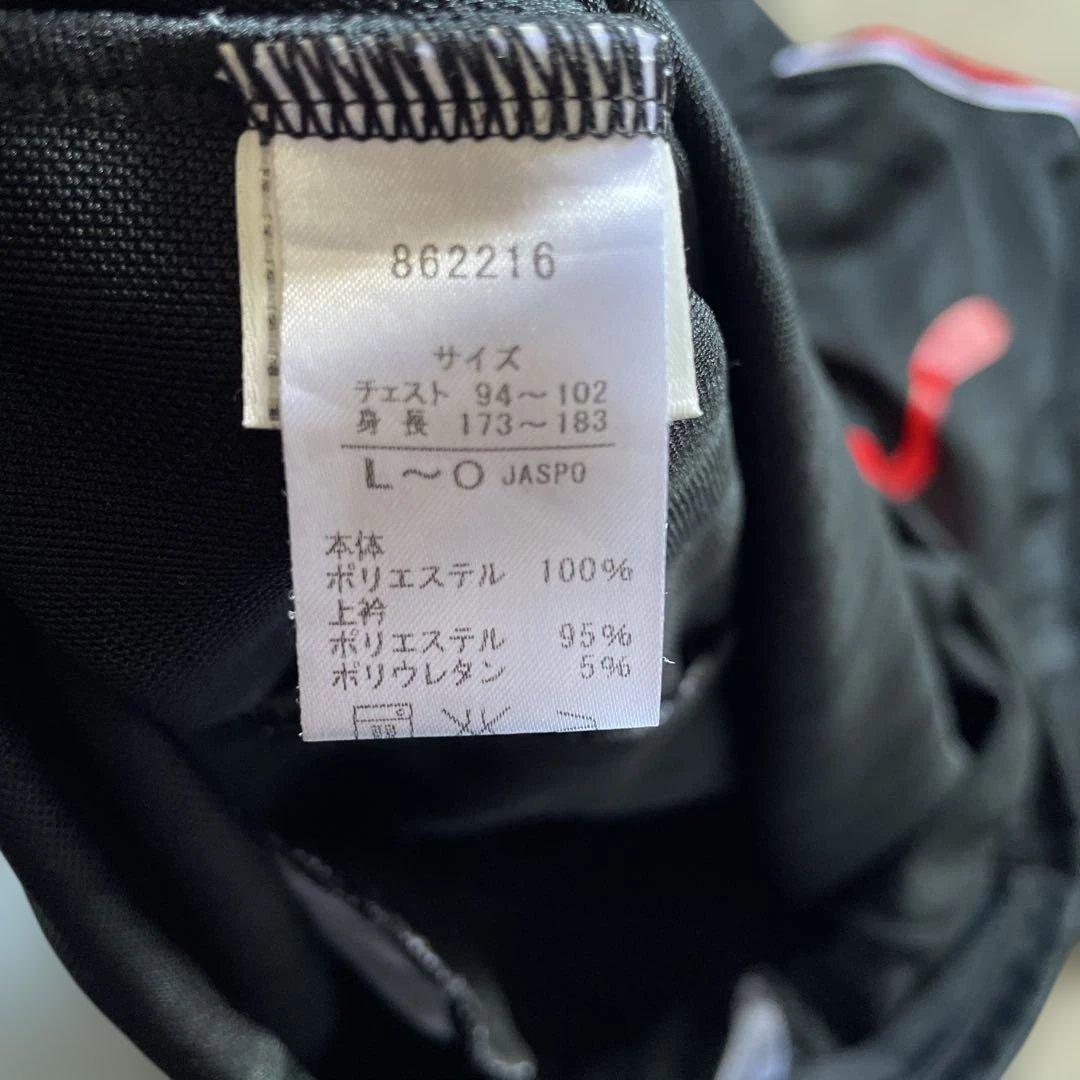 862216
サイズ
チェスト 94～102
身長 173～183
L～O JASPO
本体
ポリエステル 100%
上衿
ポリエステル 95%
ポリウレタン 5%